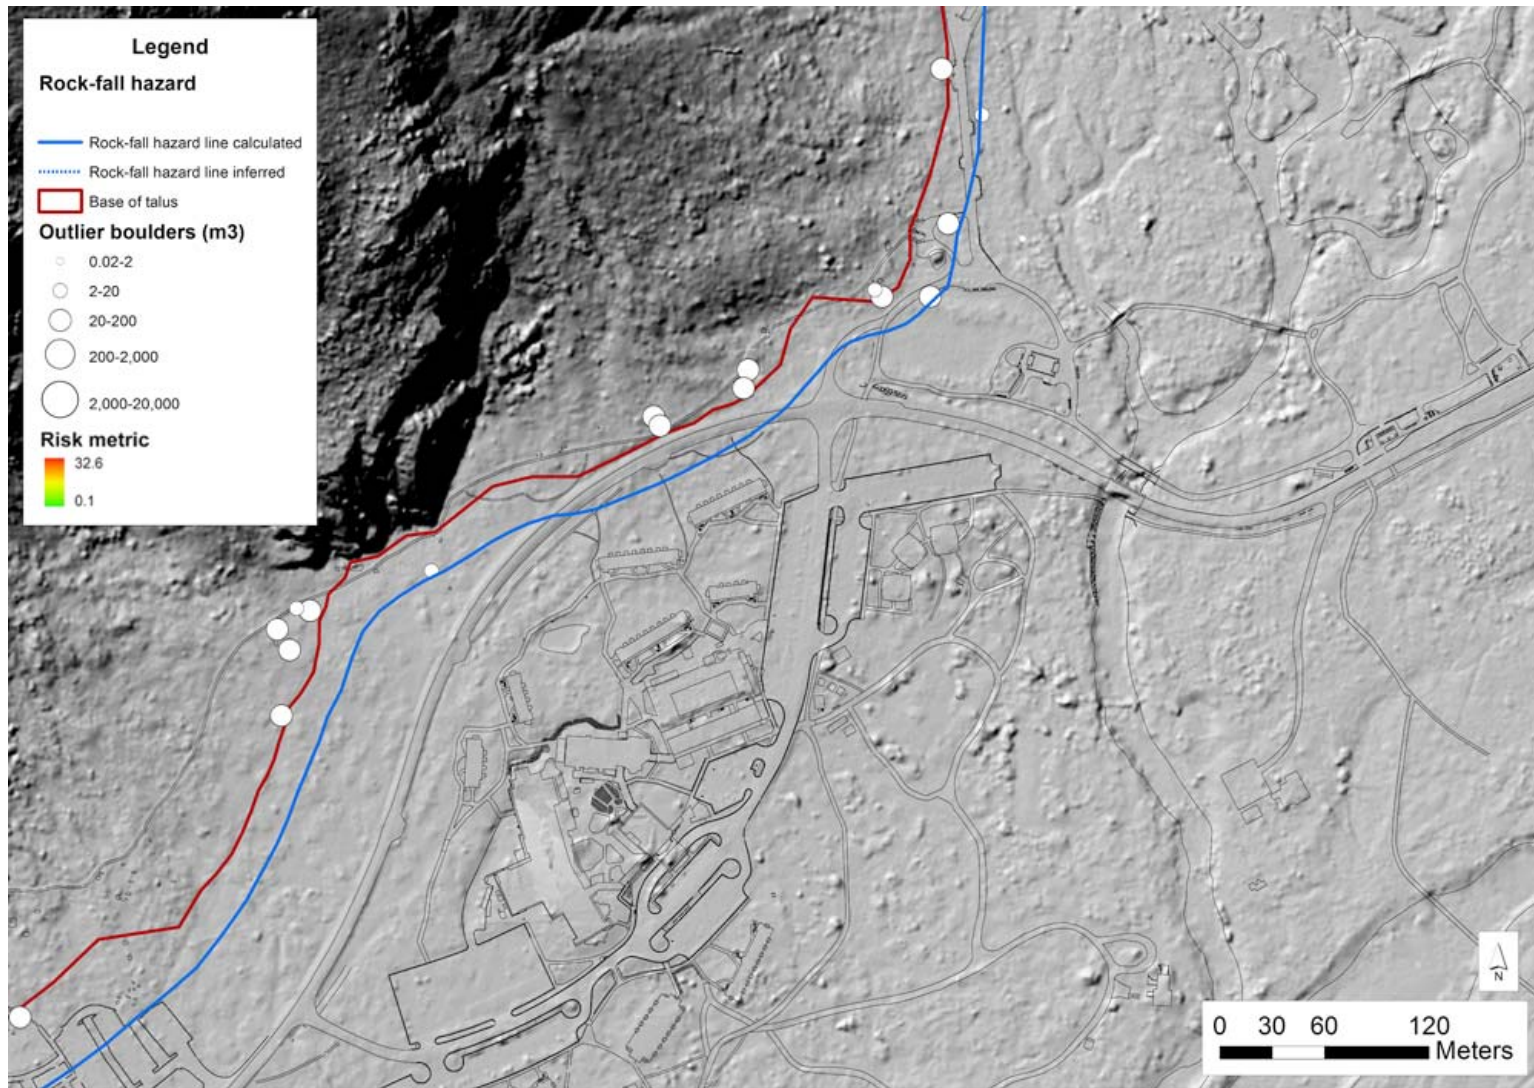 Legend
Rock-fall hazard
Rock-fall hazard line calculated
Rock-fall hazard line inferred
Base of talus
Outlier boulders (m3)
0.02-2
2-20
20-200
200-2,000
2,000-20,000
Risk metric
32.6
0.1
N
0 30 60 120
Meters